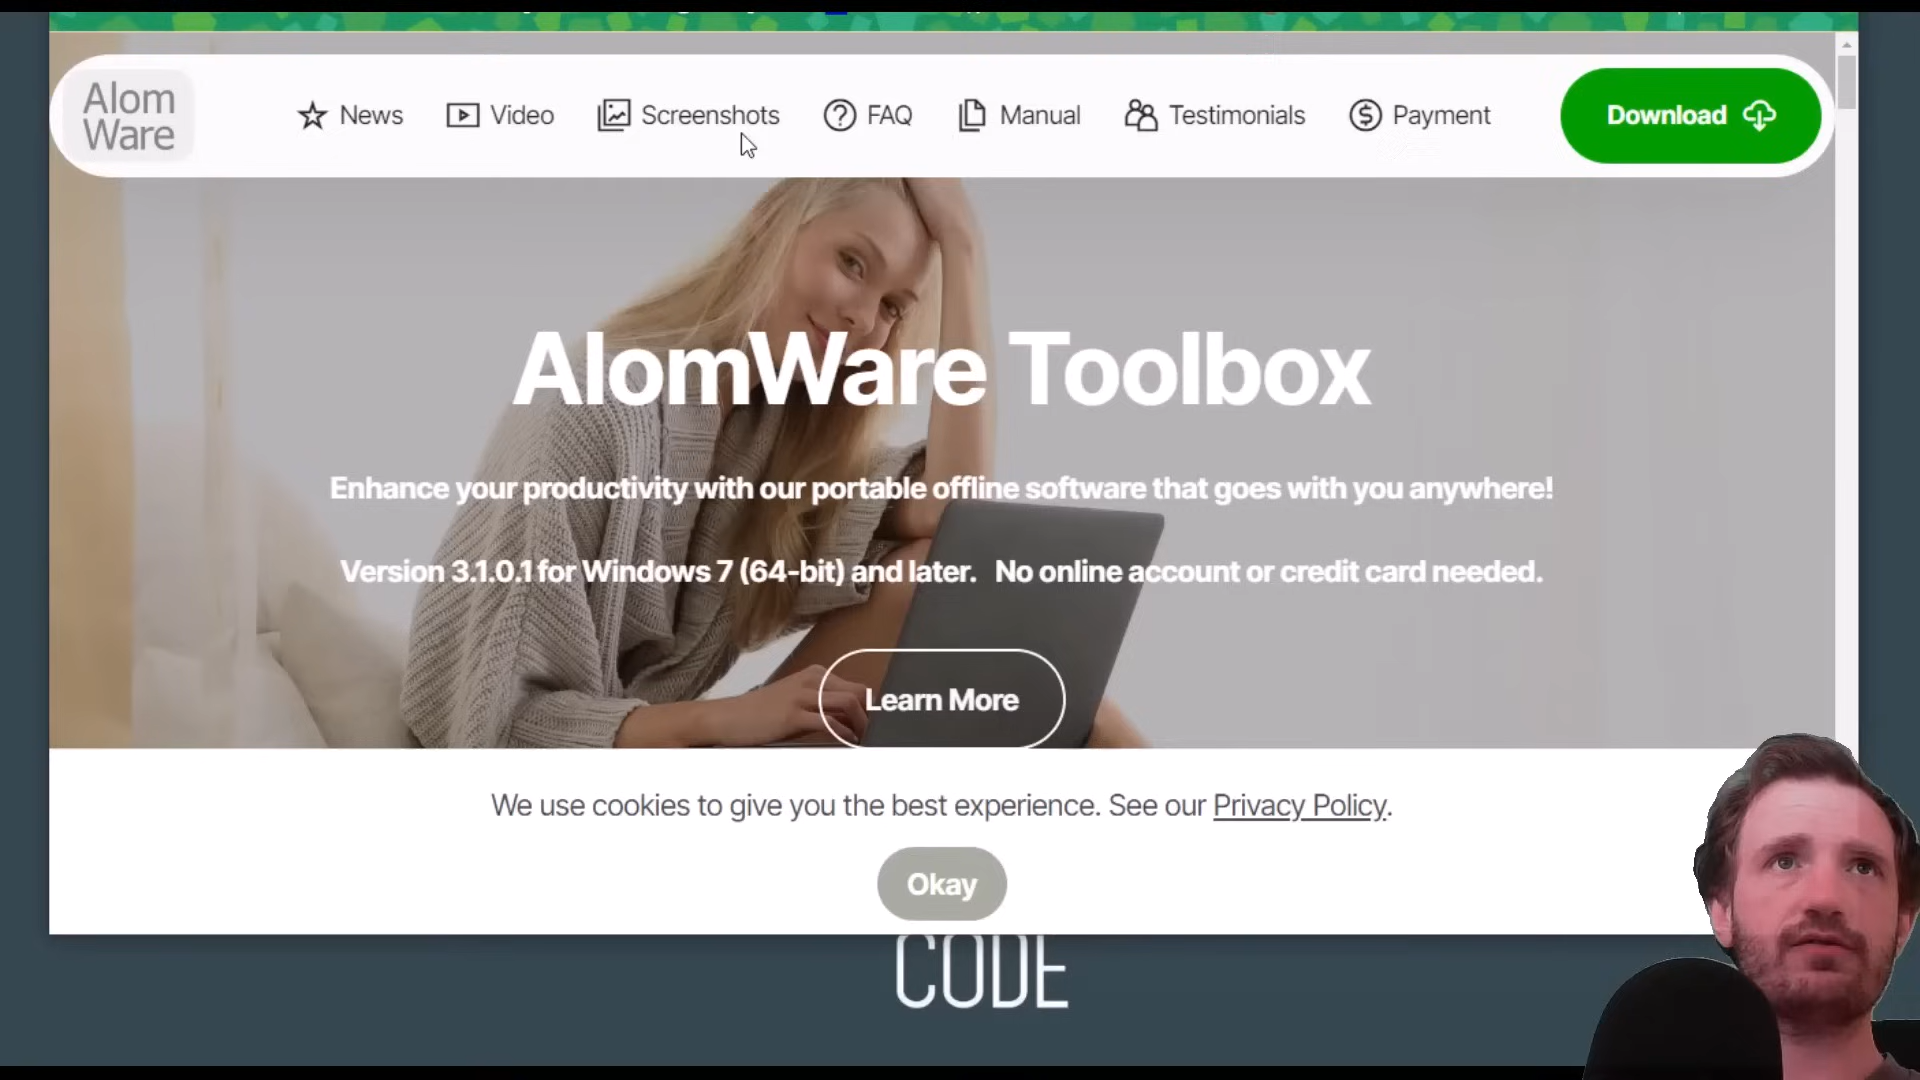 Alom
Ware
News
Video
Screenshots
FAQ
Manual
Testimonials
Payment
Download
AlomWare Toolbox
Enhance your productivity with our portable offline software that goes with you anywhere!
Version 3.1.0.1 for Windows 7 (64-bit) and later. No online account or credit card needed.
Learn More
We use cookies to give you the best experience. See our Privacy Policy.
Okay
CODE